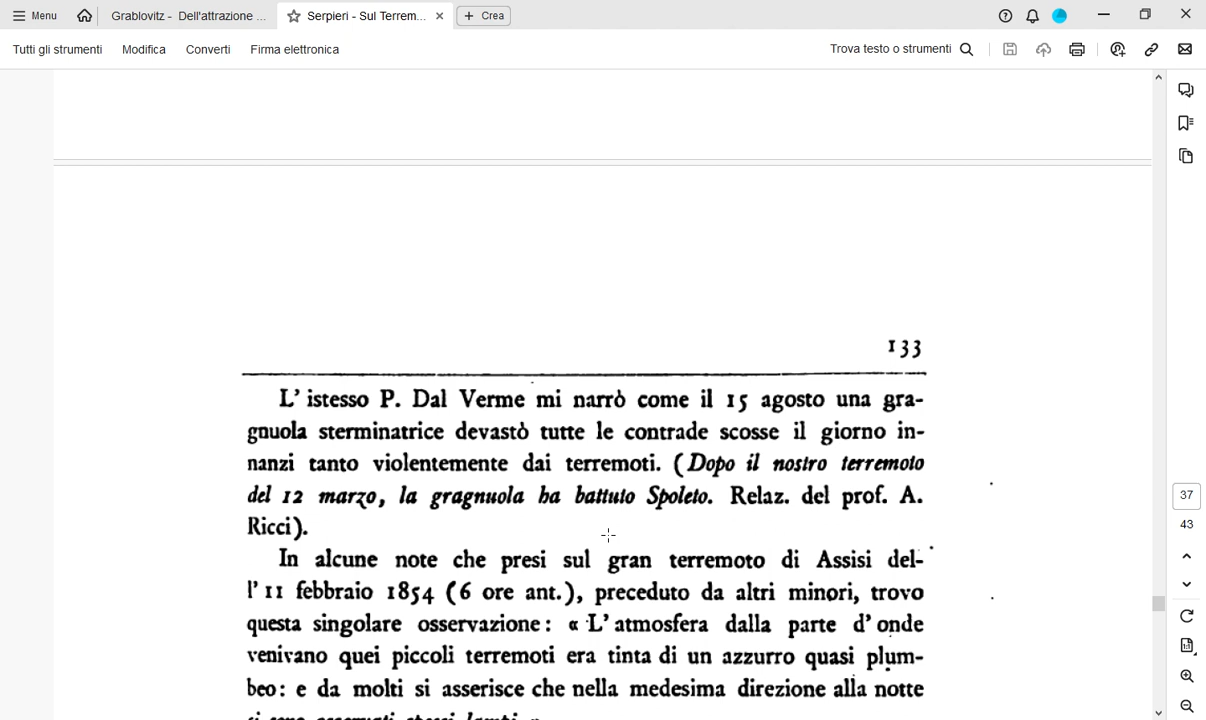 Menu
Grablovitz - Dell'attrazione ...
Serpieri - Sul Terrem...
Crea
Tutti gli strumenti Modifica Converti Firma elettronica
Trova testo o strumenti
133
L' istesso P. Dal Verme mi narrò come il 15 agosto una gra-
gnuola sterminatrice devastò tutte le contrade scosse il giorno in-
nanzi tanto violentemente dai terremoti. (Dopo il nostro terremoto
del 12 marzo, la gragnuola ha battuto Spoleto. Relaz. del prof. A.
Ricci).
In alcune note che presi sul gran terremoto di Assisi del-
l' 11 febbraio 1854 (6 ore ant.), preceduto da altri minori, trovo
questa singolare osservazione: « L' atmosfera dalla parte d' onde
venivano quei piccoli terremoti era tinta di un azzurro quasi plum-
beo: e da molti si asserisce che nella medesima direzione alla notte
si sono osservati spessi lampi. »
37
43